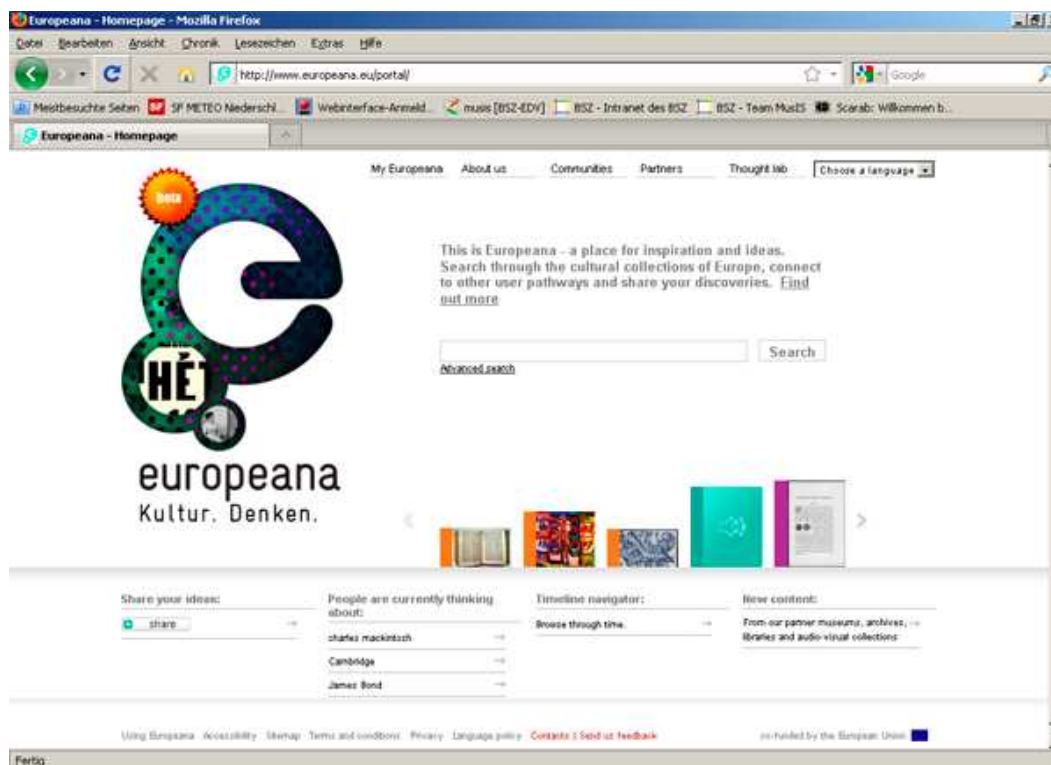 Europeana - Homepage - Mozilla Firefox
Datei Bearbeiten Ansicht Chronik Lesezeichen Extras Hilfe
http://www.europeana.eu/portal/
Google
Meistbesuchte Seiten SF METEO Niederschl... Webinterface-Anmeld... musis [BSZ-EDV] BSZ - Intranet des BSZ BSZ - Team MusIS Scarab: Willkommen b...
Europeana - Homepage
My Europeana About us Communities Partners Thought lab Choose a language
beta
This is Europeana - a place for inspiration and ideas.
Search through the cultural collections of Europe, connect
to other user pathways and share your discoveries. Find
out more
Search
Advanced search
HÉT
europeana
Kultur. Denken.
Share your ideas:
share
People are currently thinking
about:
charles mackintosh
Cambridge
James Bond
Timeline navigator:
Browse through time.
New content:
From our partner museums, archives,
libraries and audio-visual collections
Using Europeana Accessibility Sitemap Terms and conditions Privacy Language policy Contacts | Send us feedback
co-funded by the European Union
Fertig